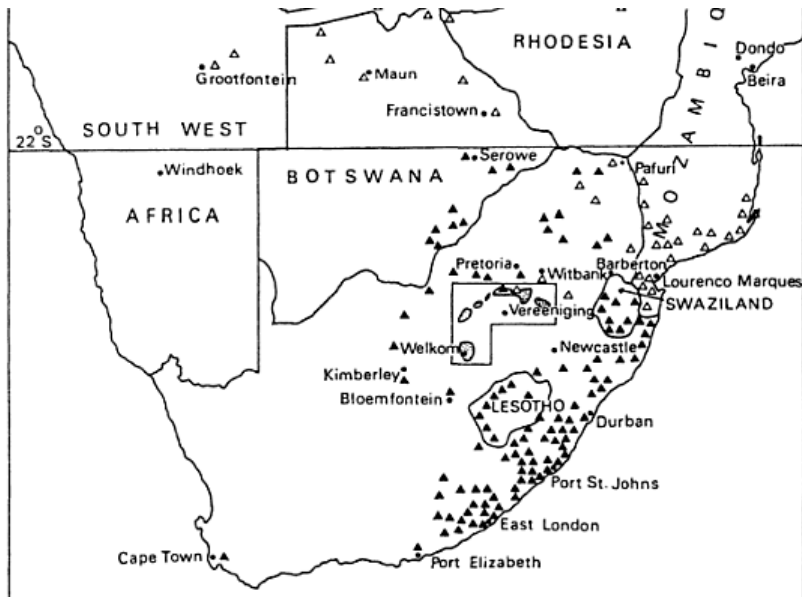 RHODESIA
Dondo
Beira
Grootfontein
Maun
Francistown
MOZAMBIQ
SOUTH WEST
AFRICA
22°S
Windhoek
BOTSWANA
Serowe
Pafuri
Pretoria
Witbank
Barberton
Lourenco Marques
SWAZILAND
Vereeniging
Welkom
Newcastle
Kimberley
Bloemfontein
LESOTHO
Durban
Port St. Johns
East London
Cape Town
Port Elizabeth